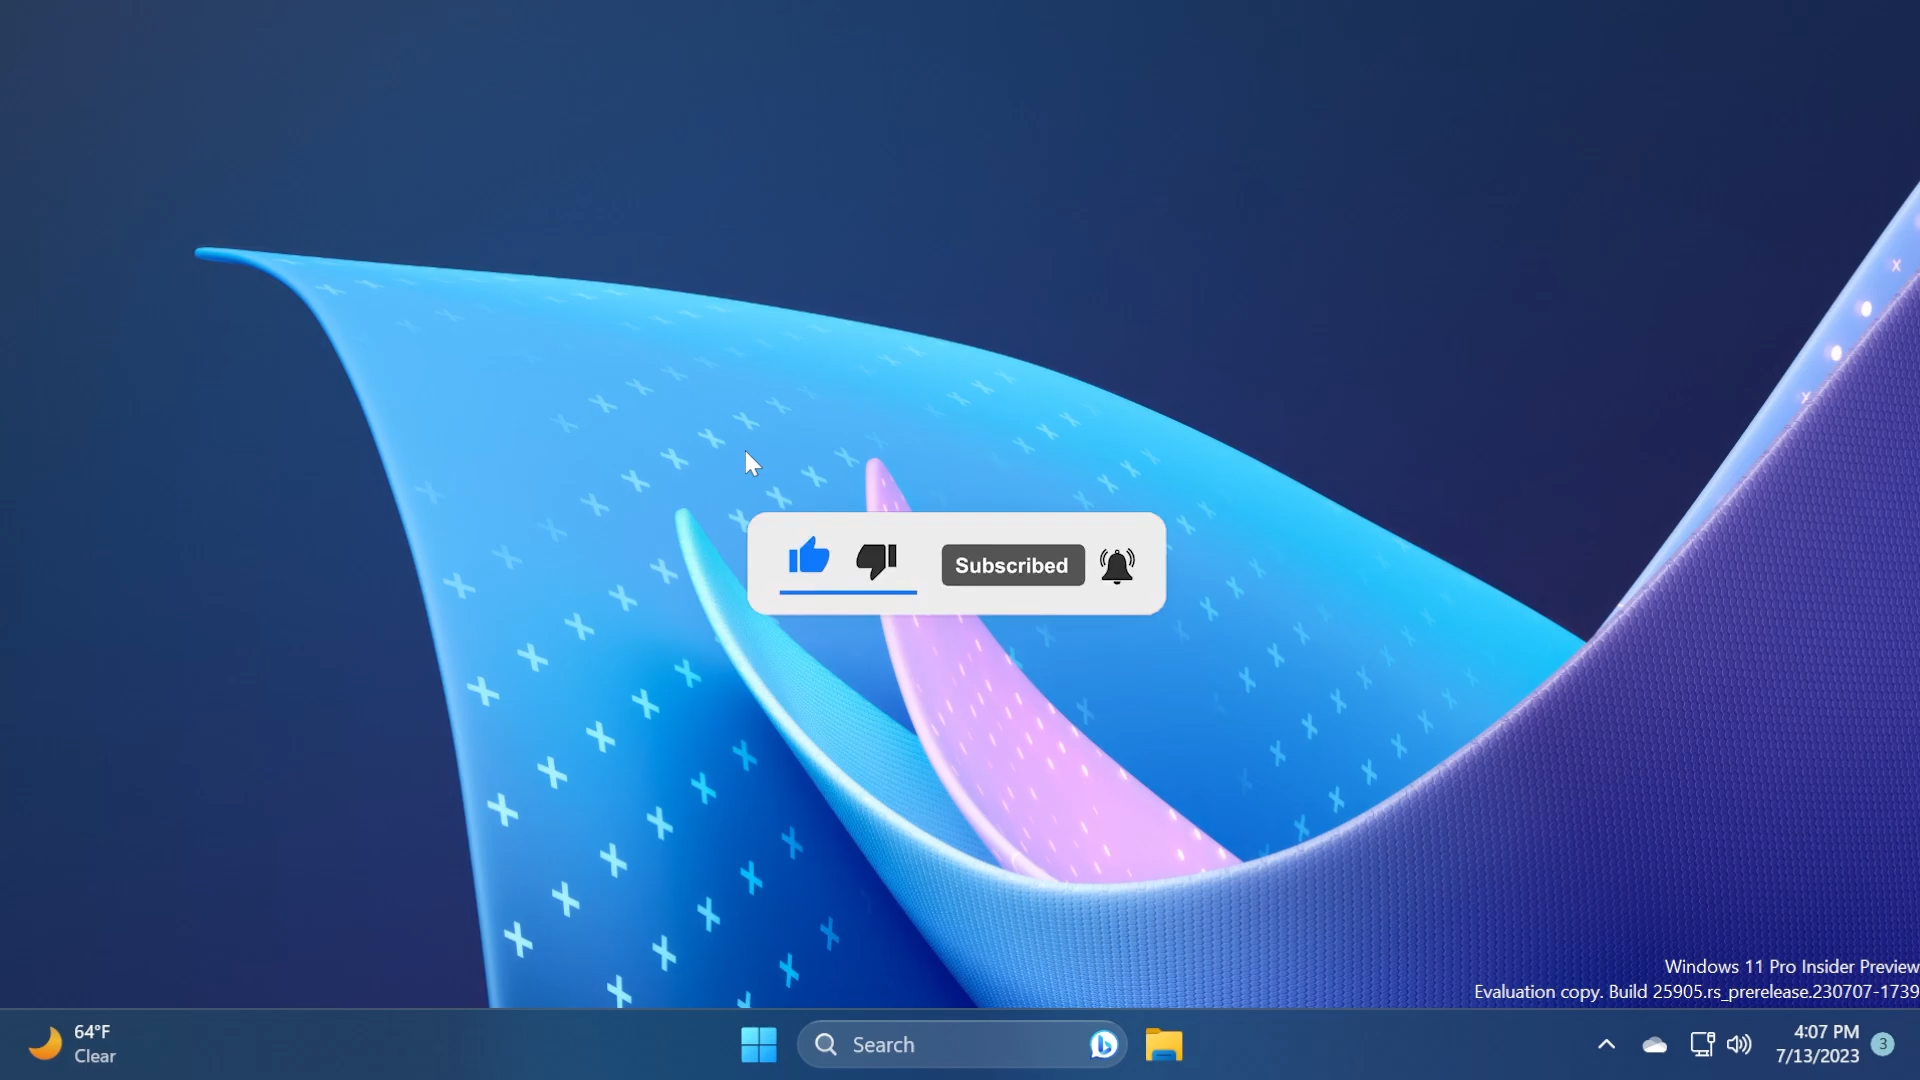 Subscribed
Windows 11 Pro Insider Preview
Evaluation copy. Build 25905.rs_prerelease.230707-1739
64°F
Clear
Search
4:07 PM
7/13/2023
3